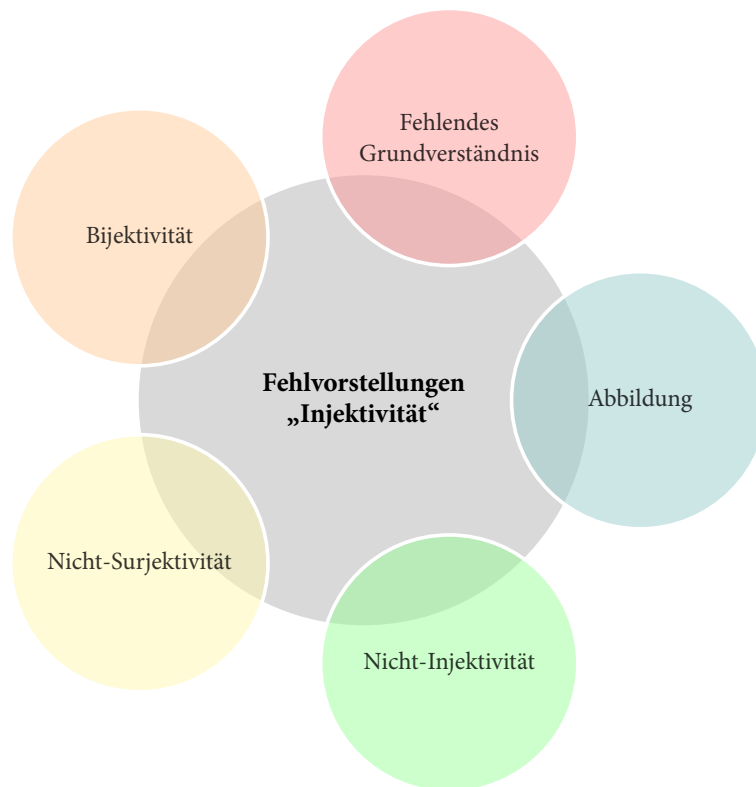 Fehlendes
Grundverständnis
Bijektivität
Fehlvorstellungen
„Injektivität“
Abbildung
Nicht-Surjektivität
Nicht-Injektivität